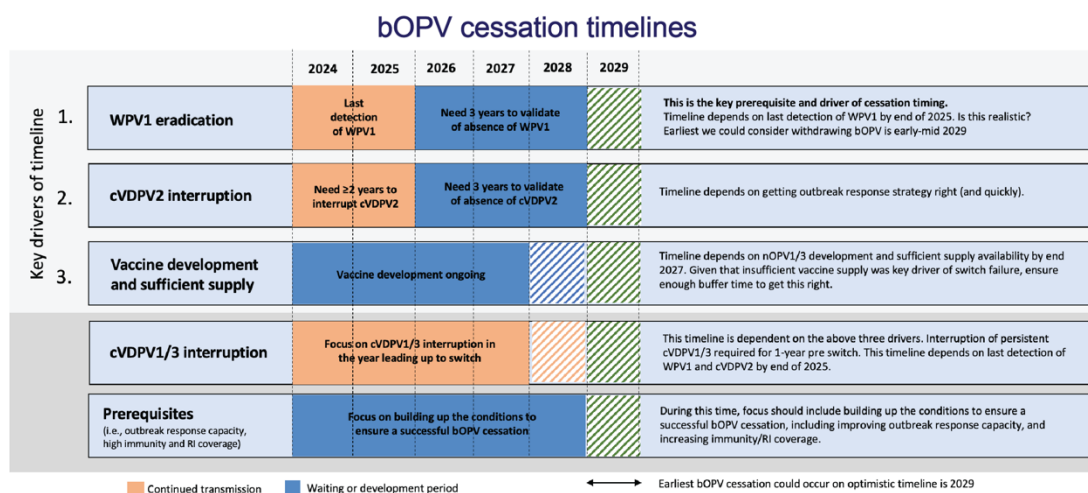 bOPV cessation timelines
2024 2025 2026 2027 2028 2029
Key drivers of timeline
1.
WPV1 eradication
Last
detection
of WPV1
Need 3 years to validate
of absence of WPV1
This is the key prerequisite and driver of cessation timing.
Timeline depends on last detection of WPV1 by end of 2025. Is this realistic?
Earliest we could consider withdrawing bOPV is early-mid 2029
2.
cVDPV2 interruption
Need ≥2 years to
interrupt cVDPV2
Need 3 years to validate
of absence of cVDPV2
Timeline depends on getting outbreak response strategy right (and quickly).
3.
Vaccine development
and sufficient supply
Vaccine development ongoing
Timeline depends on nOPV1/3 development and sufficient supply availability by end
2027. Given that insufficient vaccine supply was key driver of switch failure, ensure
enough buffer time to get this right.
cVDPV1/3 interruption
Focus on cVDPV1/3 interruption in
the year leading up to switch
This timeline is dependent on the above three drivers. Interruption of persistent
cVDPV1/3 required for 1-year pre switch. This timeline depends on last detection of
WPV1 and cVDPV2 by end of 2025.
Prerequisites
(i.e., outbreak response capacity,
high immunity and RI coverage)
Focus on building up the conditions to
ensure a successful bOPV cessation
During this time, focus should include building up the conditions to ensure a
successful bOPV cessation, including improving outbreak response capacity, and
increasing immunity/RI coverage.
Continued transmission
Waiting or development period
Earliest bOPV cessation could occur on optimistic timeline is 2029